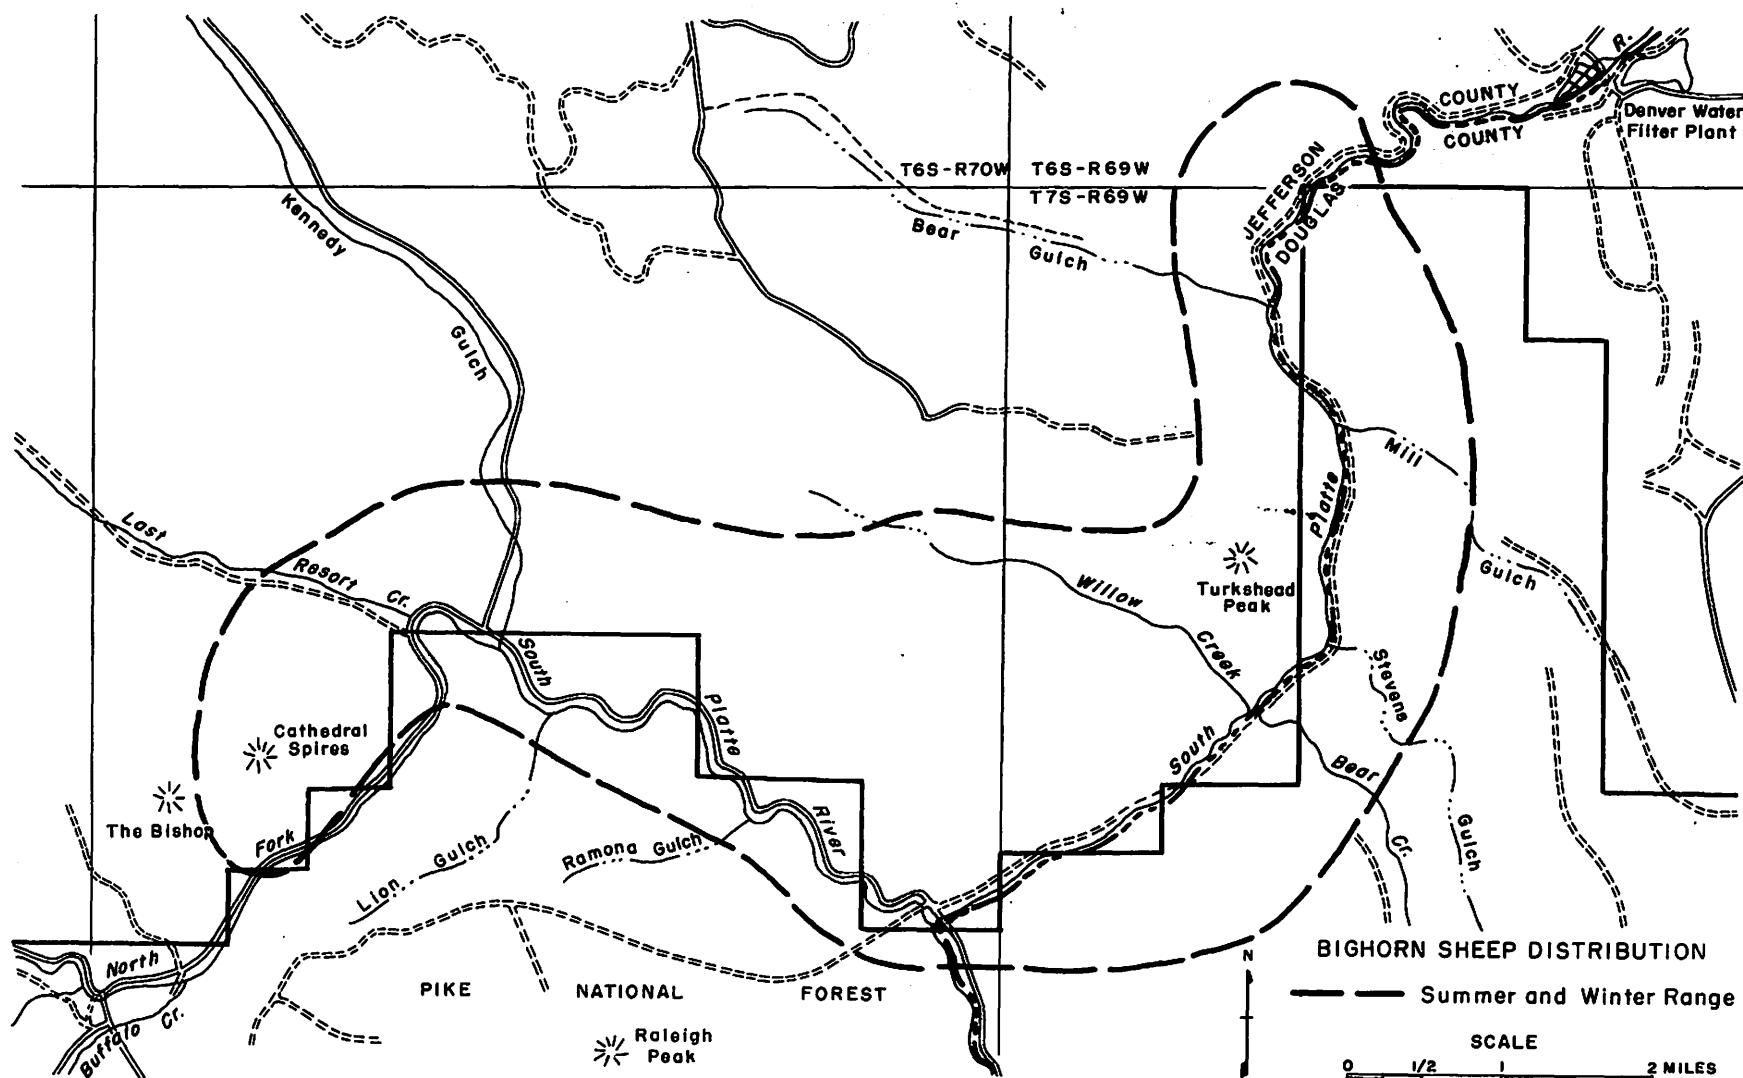 R.
COUNTY
COUNTY
Denver Water
Filter Plant
T6S-R70W
T6S-R69W
T7S-R69W
JEFFERSON
DOUGLAS
Kennedy
Gulch
Bear
Gulch
Mill
Gulch
Platte
Last
Resort
Cr.
Turkshead
Peak
Willow
Creek
South
Platte
River
Stevens
Gulch
Cathedral
Spires
The Bishop
South
Bear
Cr.
Fork
Lion
Gulch
Ramona Gulch
North
Buffalo
Cr.
PIKE
NATIONAL
FOREST
Raleigh
Peak
N
BIGHORN SHEEP DISTRIBUTION
Summer and Winter Range
SCALE
0 1/2 1 2 MILES